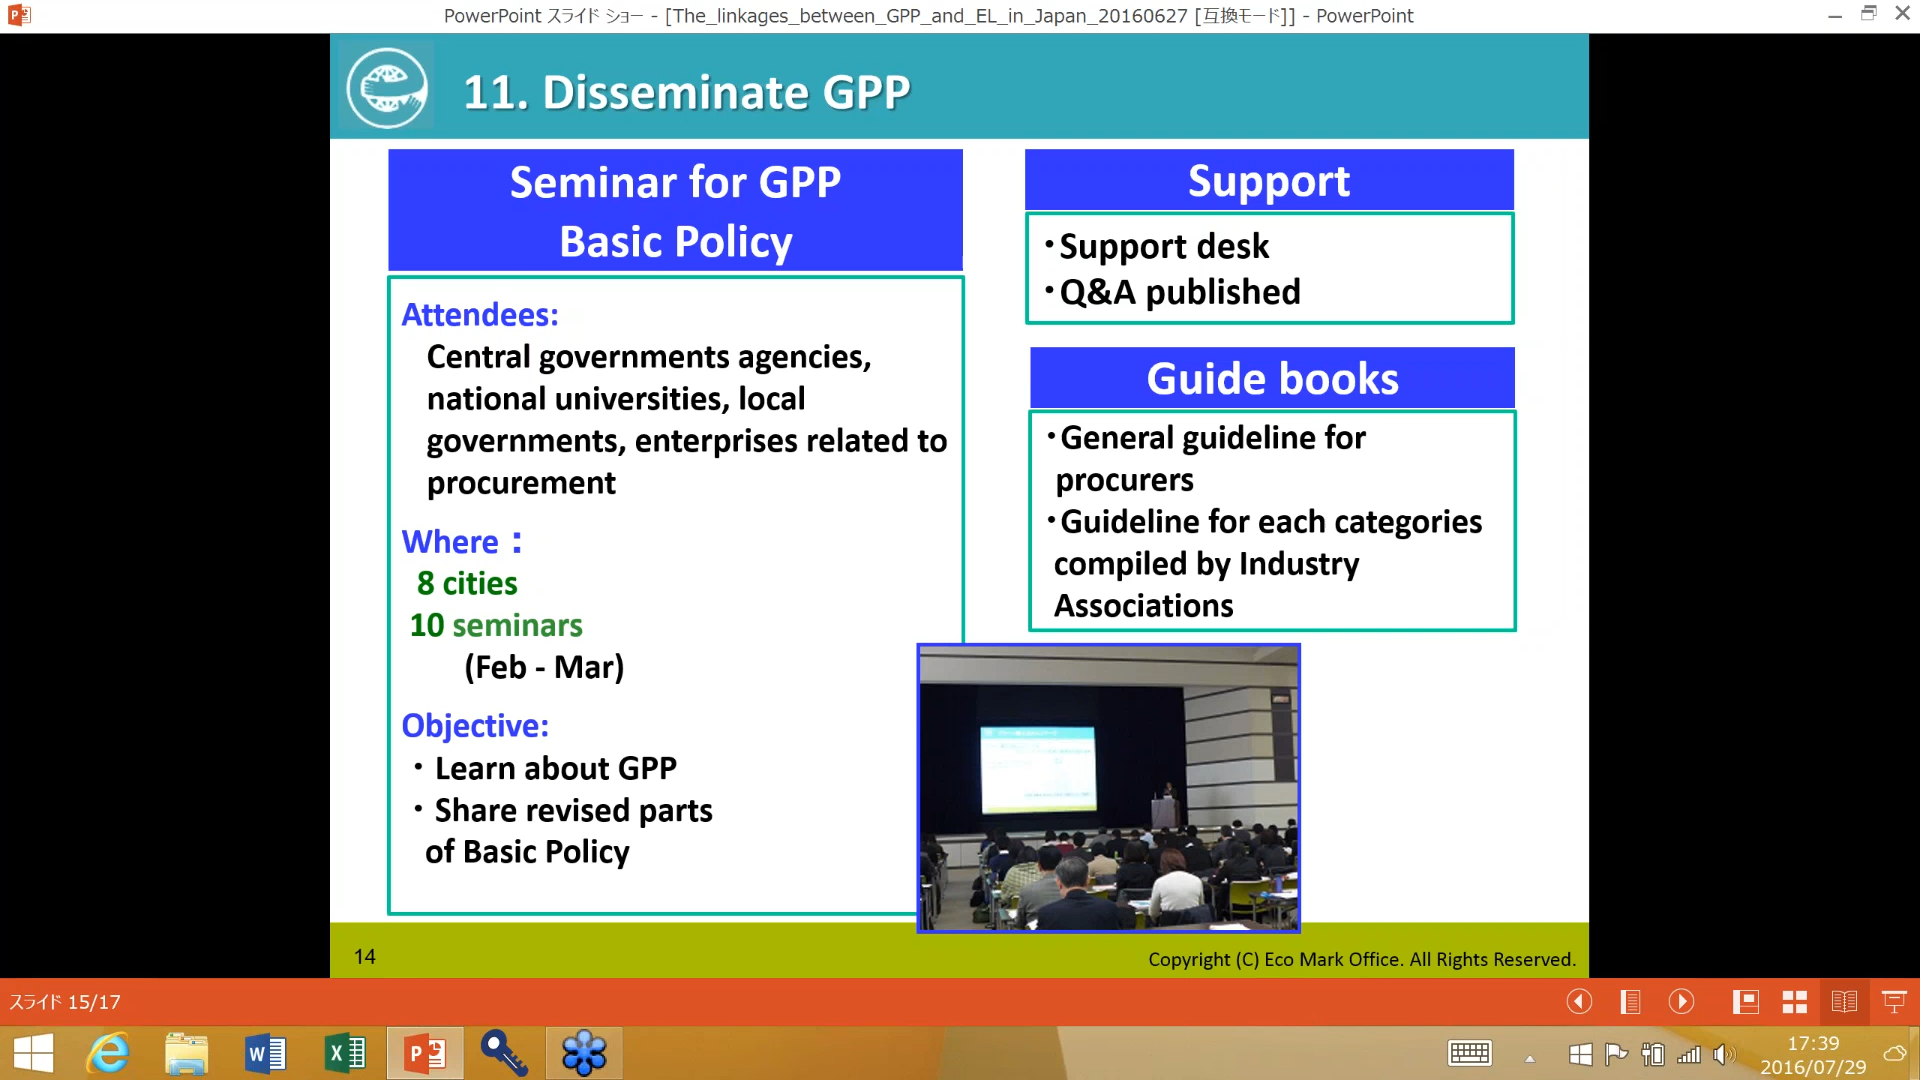 PowerPoint スライド ショー - [The_linkages_between_GPP_and_EL_in_Japan_20160627 [互換モード]] - PowerPoint
11. Disseminate GPP
Seminar for GPP
Basic Policy
Attendees:
Central governments agencies,
national universities, local
governments, enterprises related to
procurement
Where：
8 cities
10 seminars
(Feb - Mar)
Objective:
・Learn about GPP
・Share revised parts
of Basic Policy
Support
・Support desk
・Q&A published
Guide books
・General guideline for
procurers
・Guideline for each categories
compiled by Industry
Associations
14
Copyright (C) Eco Mark Office. All Rights Reserved.
スライド 15/17
17:39
2016/07/29